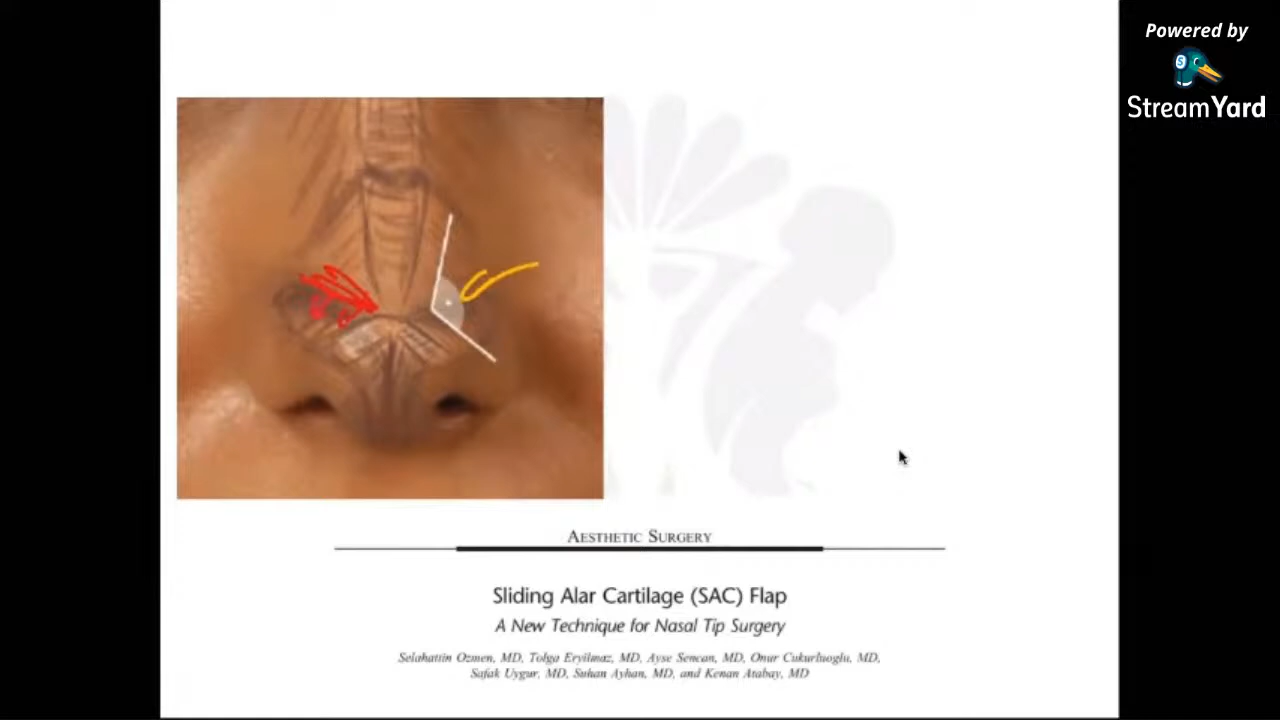 Powered by
StreamYard
AESTHETIC SURGERY
Sliding Alar Cartilage (SAC) Flap
A New Technique for Nasal Tip Surgery
Selahattin Ozmen, MD, Tolga Eryilmaz, MD, Ayse Sencan, MD, Onur Cukurluoglu, MD,
Safak Uygur, MD, Suhan Ayhan, MD, and Kenan Atabay, MD